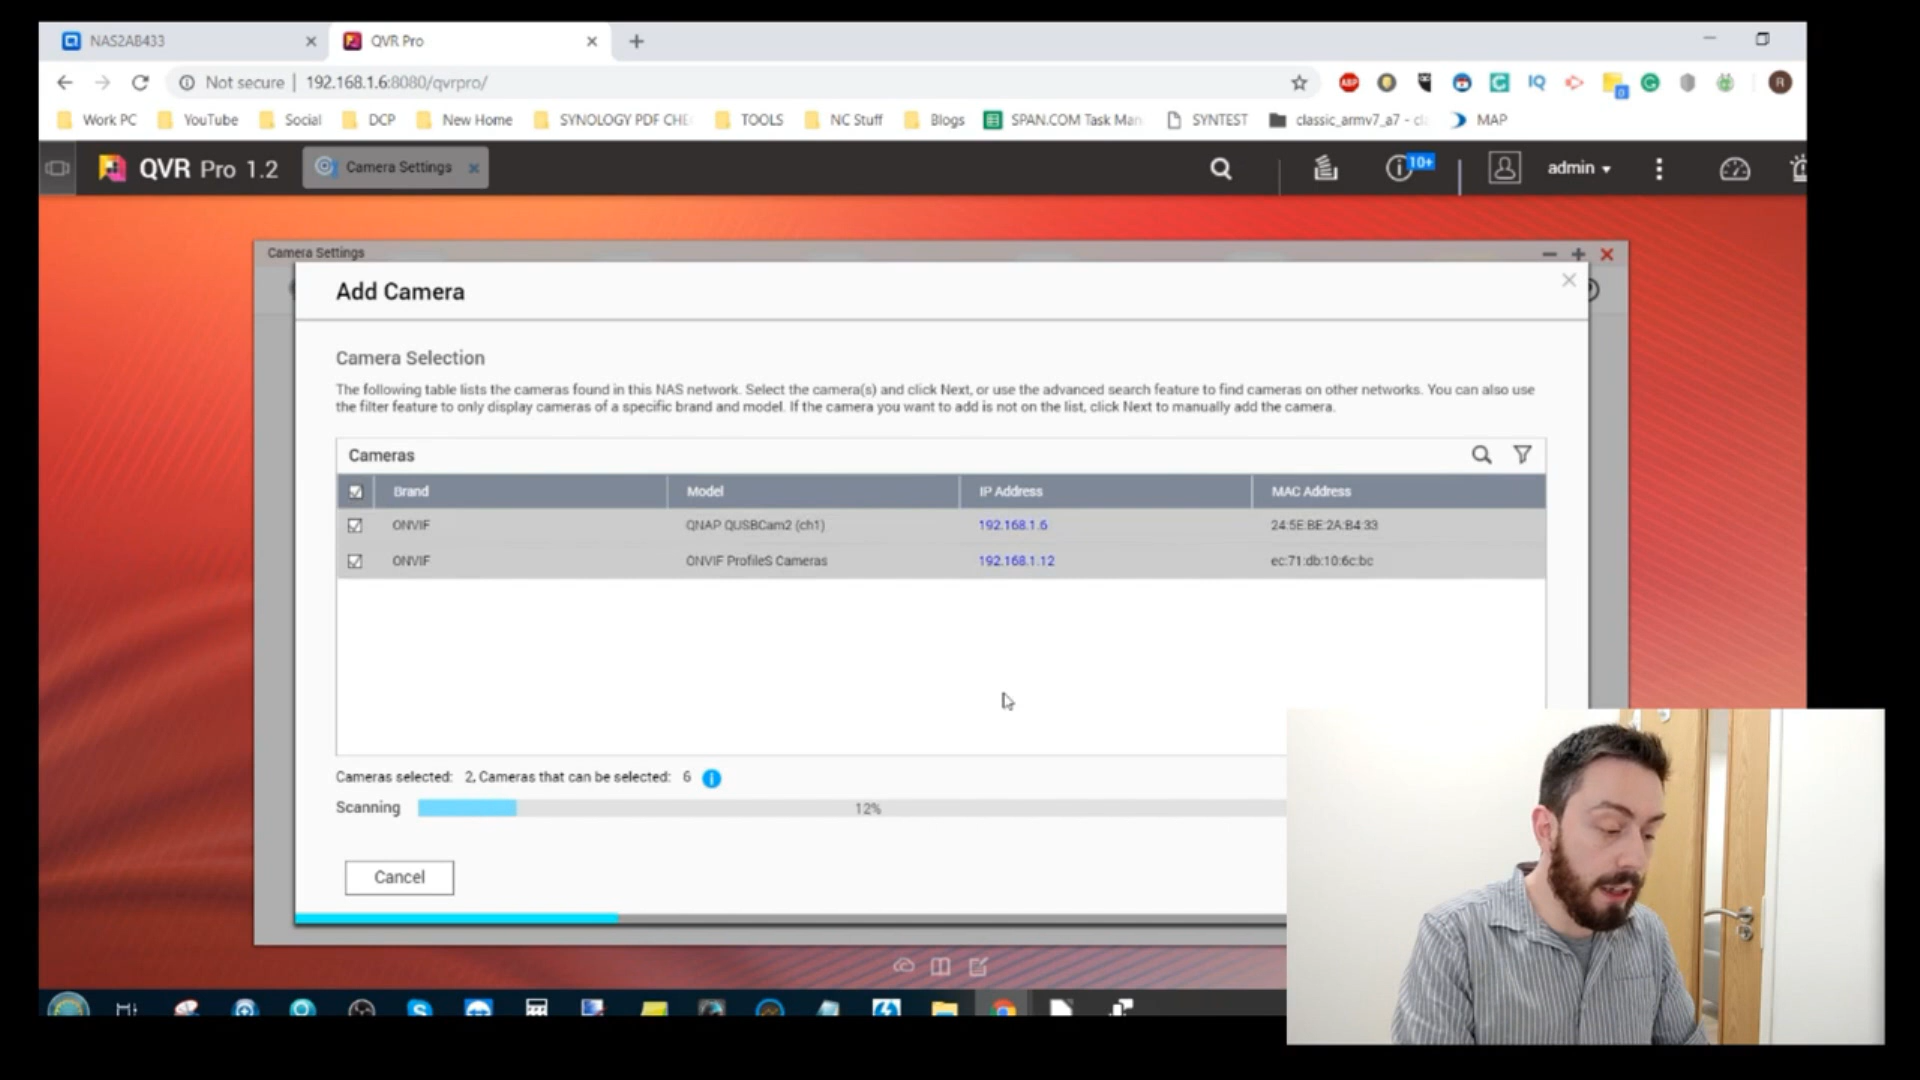 NAS2AB433
QVR Pro
Not secure | 192.168.1.6:8080/qvrpro/
ABP
IQ
0
R
Work PC
YouTube
Social
DCP
New Home
SYNOLOGY PDF CHE
TOOLS
NC Stuff
Blogs
SPAN.COM Task Man
SYNTEST
classic_armv7_a7 - cl
MAP
QVR Pro 1.2
Camera Settings
10+
admin
Camera Settings
Add Camera
Camera Selection
The following table lists the cameras found in this NAS network. Select the camera(s) and click Next, or use the advanced search feature to find cameras on other networks. You can also use
the filter feature to only display cameras of a specific brand and model. If the camera you want to add is not on the list, click Next to manually add the camera.
Cameras
Brand Model IP Address MAC Address
ONVIF QNAP QUSBCam2 (ch1) 192.168.1.6 24:5E:BE:2A:B4:33
ONVIF ONVIF ProfileS Cameras 192.168.1.12 ec:71:db:10:6c:bc
Cameras selected: 2, Cameras that can be selected: 6
Scanning 12%
Cancel